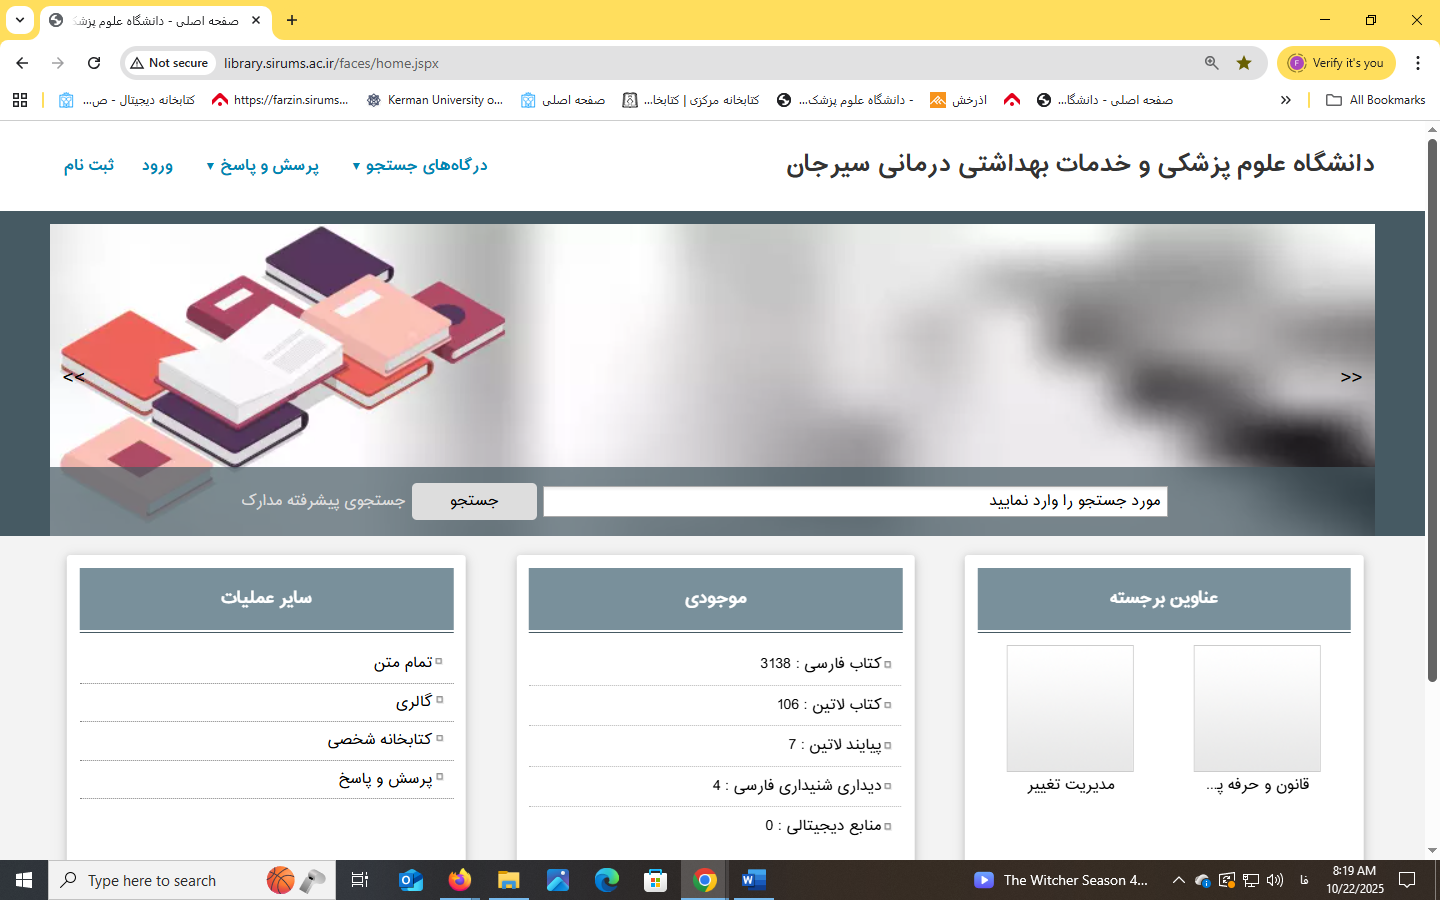 صفحه اصلی - دانشگاه علوم پزشک
Not secure
library.sirums.ac.ir/faces/home.jspx
Verify it's you
کتابخانه دیجیتال - ص...
https://farzin.sirums...
Kerman University o...
صفحه اصلی
کتابخانه مرکزی | کتابخا...
- دانشگاه علوم پزشک...
اذرخش
صفحه اصلی - دانشگا...
All Bookmarks
دانشگاه علوم پزشکی و خدمات بهداشتی درمانی سیرجان
درگاه‌های جستجو ▼
پرسش و پاسخ ▼
ورود
ثبت نام
<<
>>
مورد جستجو را وارد نمایید
جستجو
جستجوی پیشرفته مدارک
عناوین برجسته
قانون و حرفه پ...
مدیریت تغییر
موجودی
کتاب فارسی : 3138
کتاب لاتین : 106
پیایند لاتین : 7
دیداری شنیداری فارسی : 4
منابع دیجیتالی : 0
سایر عملیات
تمام متن
گالری
کتابخانه شخصی
پرسش و پاسخ
Type here to search
The Witcher Season 4...
فا
8:19 AM
10/22/2025